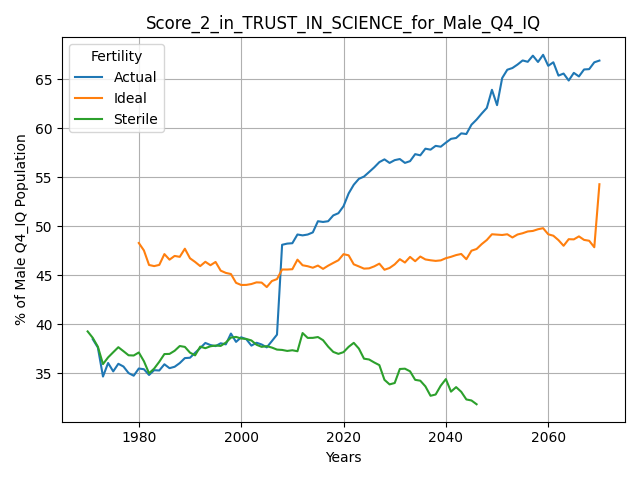 Score_2_in_TRUST_IN_SCIENCE_for_Male_Q4_IQ
Fertility
Actual
Ideal
Sterile
% of Male Q4_IQ Population
65
60
55
50
45
40
35
1980
2000
2020
2040
2060
Years